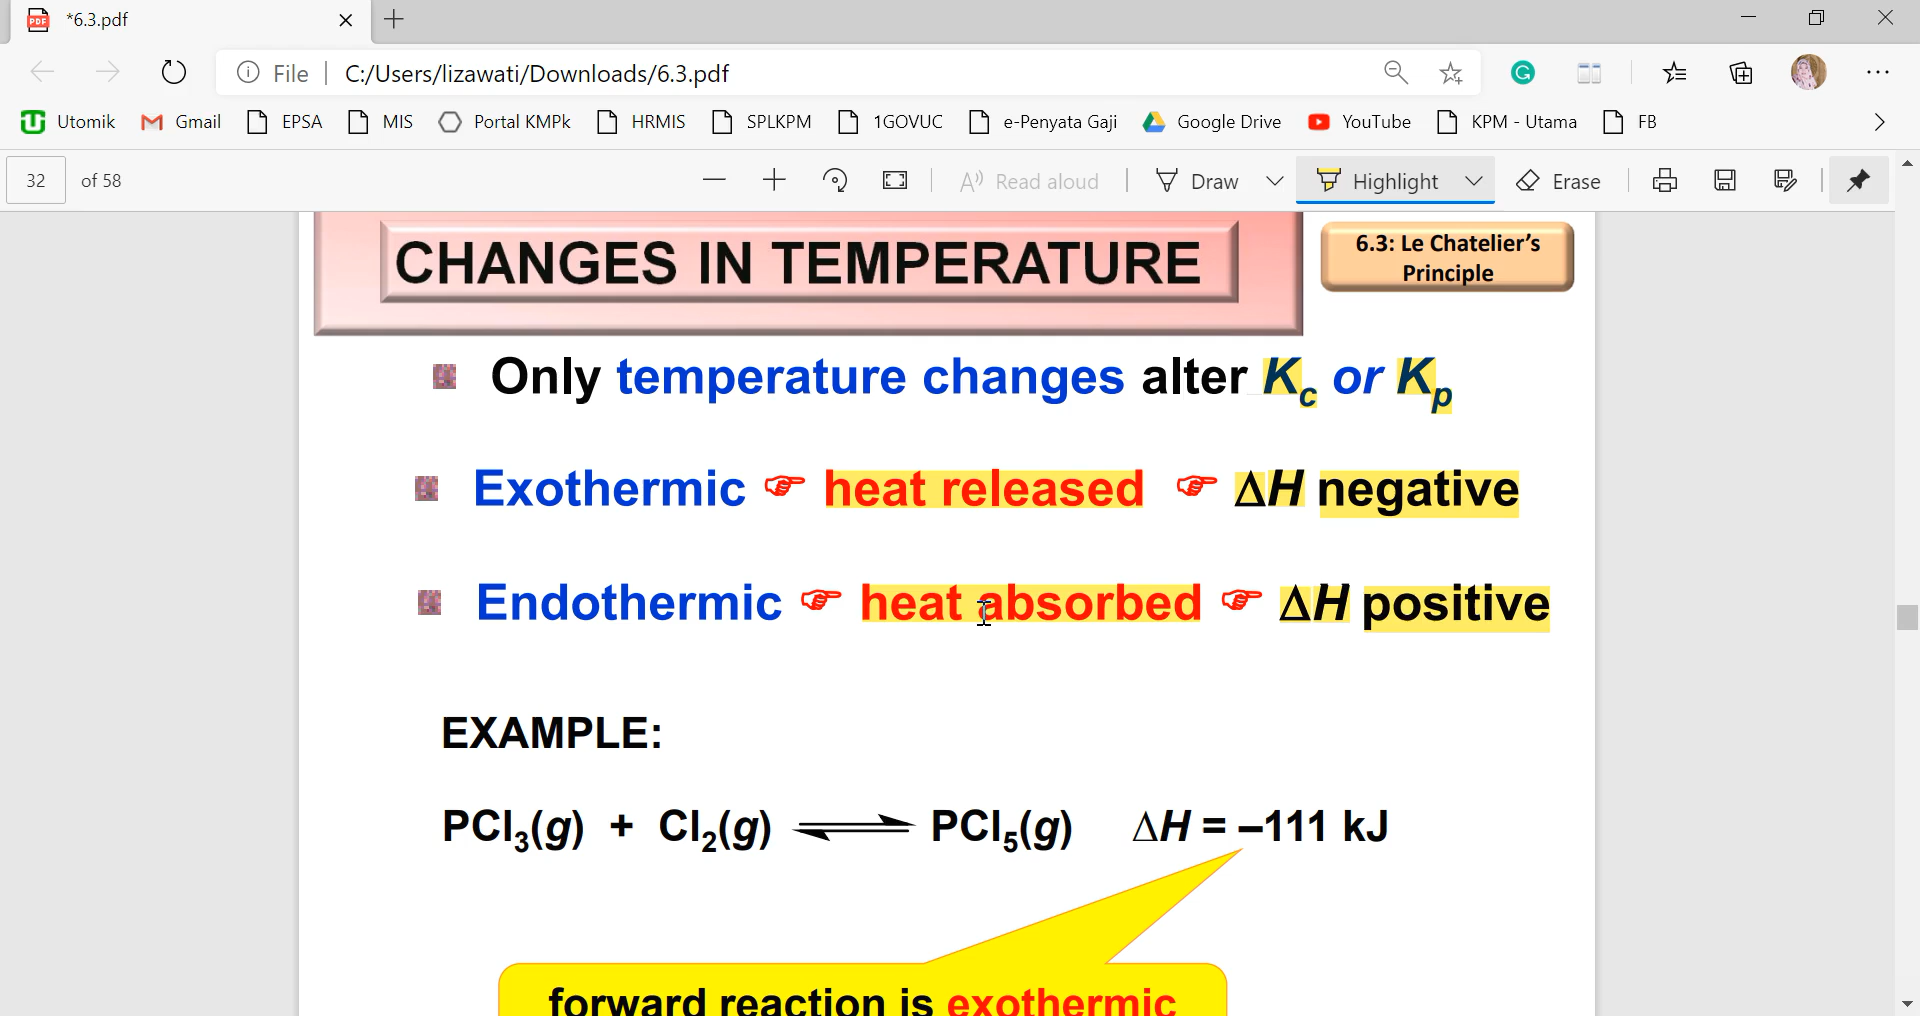 *6.3.pdf
File | C:/Users/lizawati/Downloads/6.3.pdf
Utomik Gmail EPSA MIS Portal KMPk HRMIS SPLKPM 1GOVUC e-Penyata Gaji Google Drive YouTube KPM - Utama FB
32 of 58 Read aloud Draw Highlight Erase
CHANGES IN TEMPERATURE
6.3: Le Chatelier's
Principle
Only temperature changes alter Kc or Kp
Exothermic ☞ heat released ☞ ΔH negative
Endothermic ☞ heat absorbed ☞ ΔH positive
EXAMPLE:
PCl₃(g) + Cl₂(g) ⇌ PCl₅(g) ΔH = –111 kJ
forward reaction is exothermic